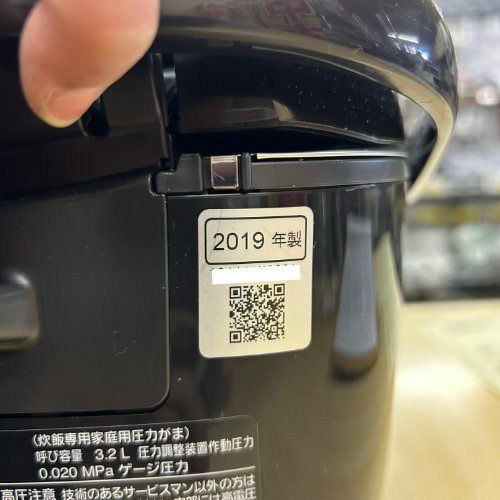 2019 年製
(炊飯専用家庭用圧力がま)
呼び容量 3.2 L 圧力調整装置作動圧力
0.020 MPa ゲージ圧力
高圧注意 技術のあるサービスマン以外の方は